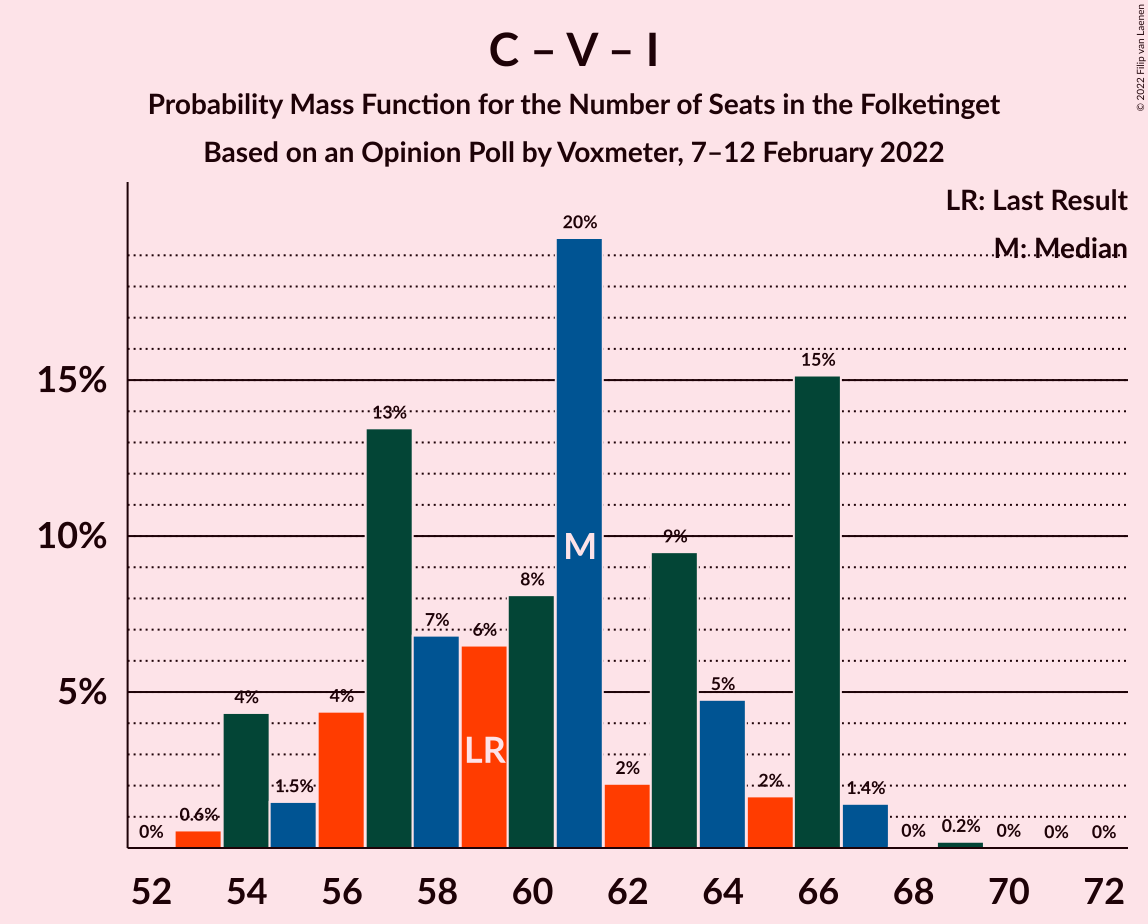 C – V – I
Probability Mass Function for the Number of Seats in the Folketinget
Based on an Opinion Poll by Voxmeter, 7–12 February 2022
© 2022 Filip van Laenen
LR: Last Result
M: Median
15%
10%
5%
0%
0.6%
4%
1.5%
4%
13%
7%
6%
8%
20%
2%
9%
5%
2%
15%
1.4%
0%
0.2%
0%
0%
0%
LR
M
52 54 56 58 60 62 64 66 68 70 72